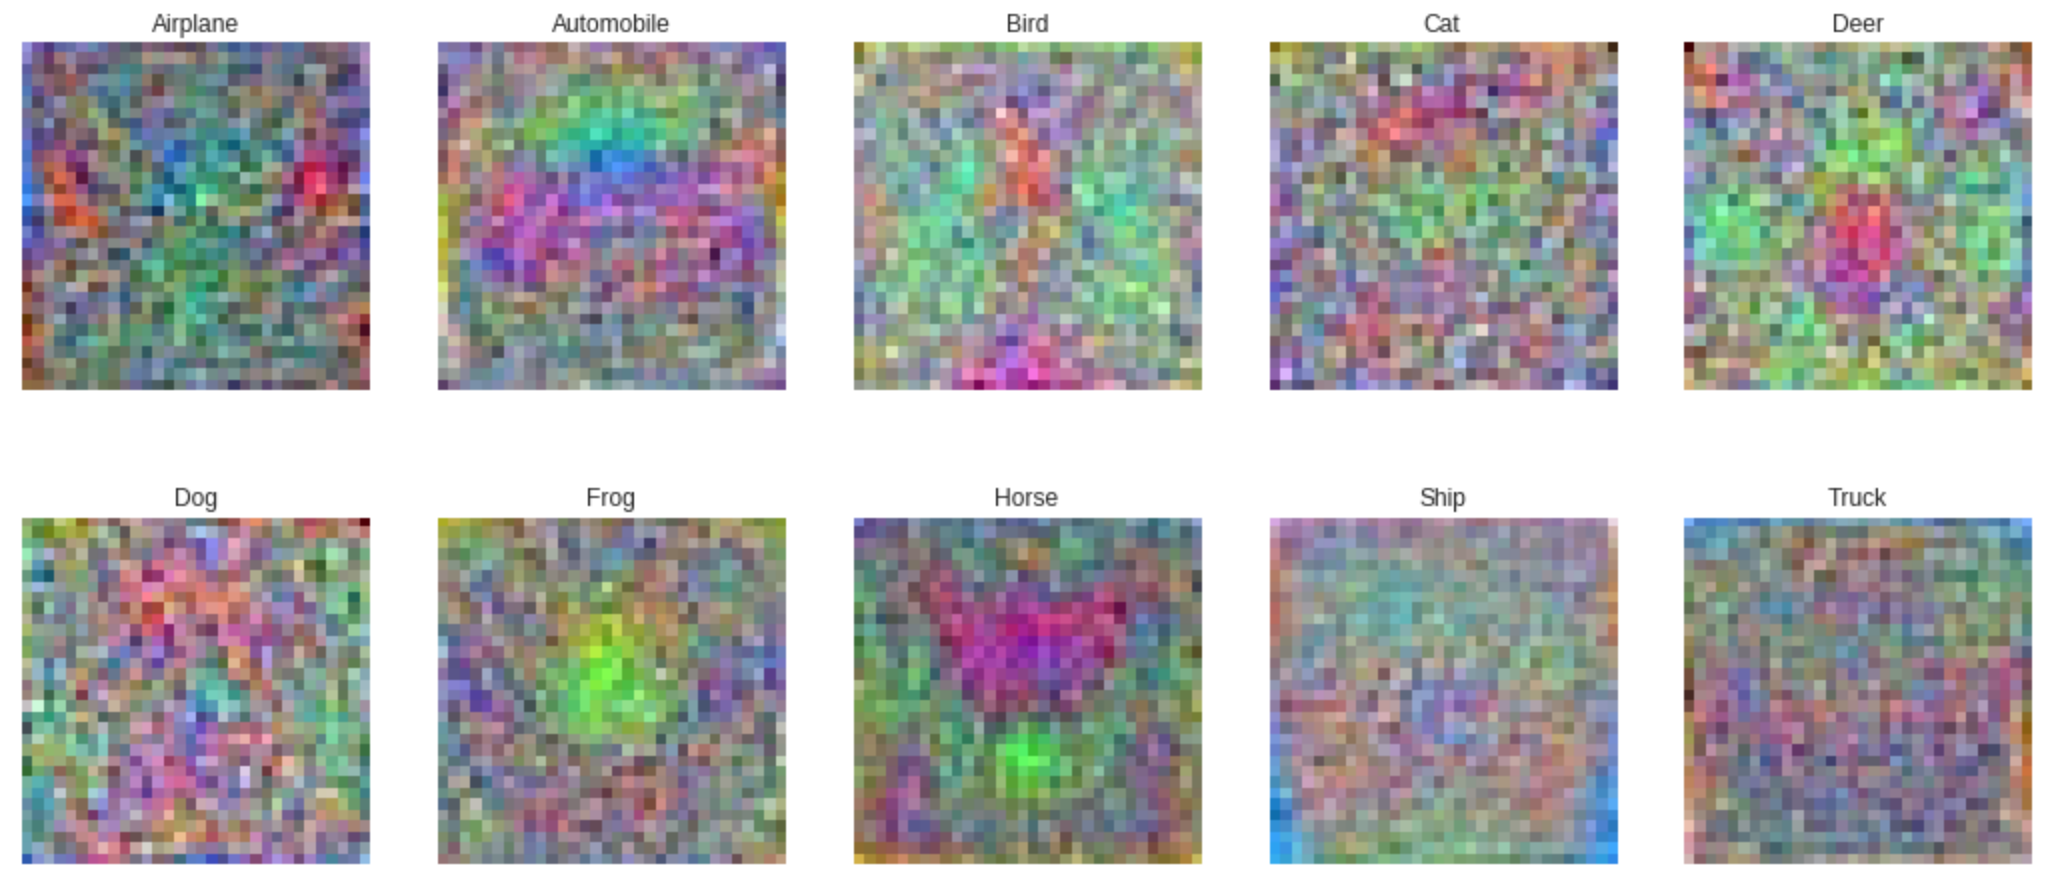 Airplane
Automobile
Bird
Cat
Deer
Dog
Frog
Horse
Ship
Truck